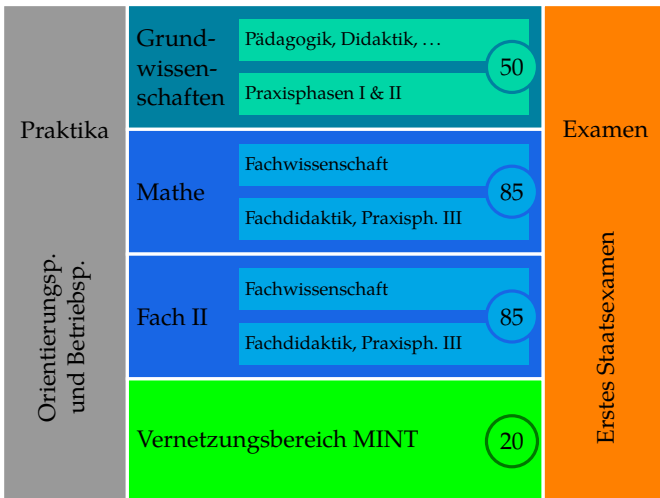 Praktika
Orientierungsp.
und Betriebsp.
Grund-
wissen-
schaften
Pädagogik, Didaktik, …
Praxisphasen I & II
50
Mathe
Fachwissenschaft
Fachdidaktik, Praxisph. III
85
Fach II
Fachwissenschaft
Fachdidaktik, Praxisph. III
85
Vernetzungsbereich MINT
20
Examen
Erstes Staatsexamen